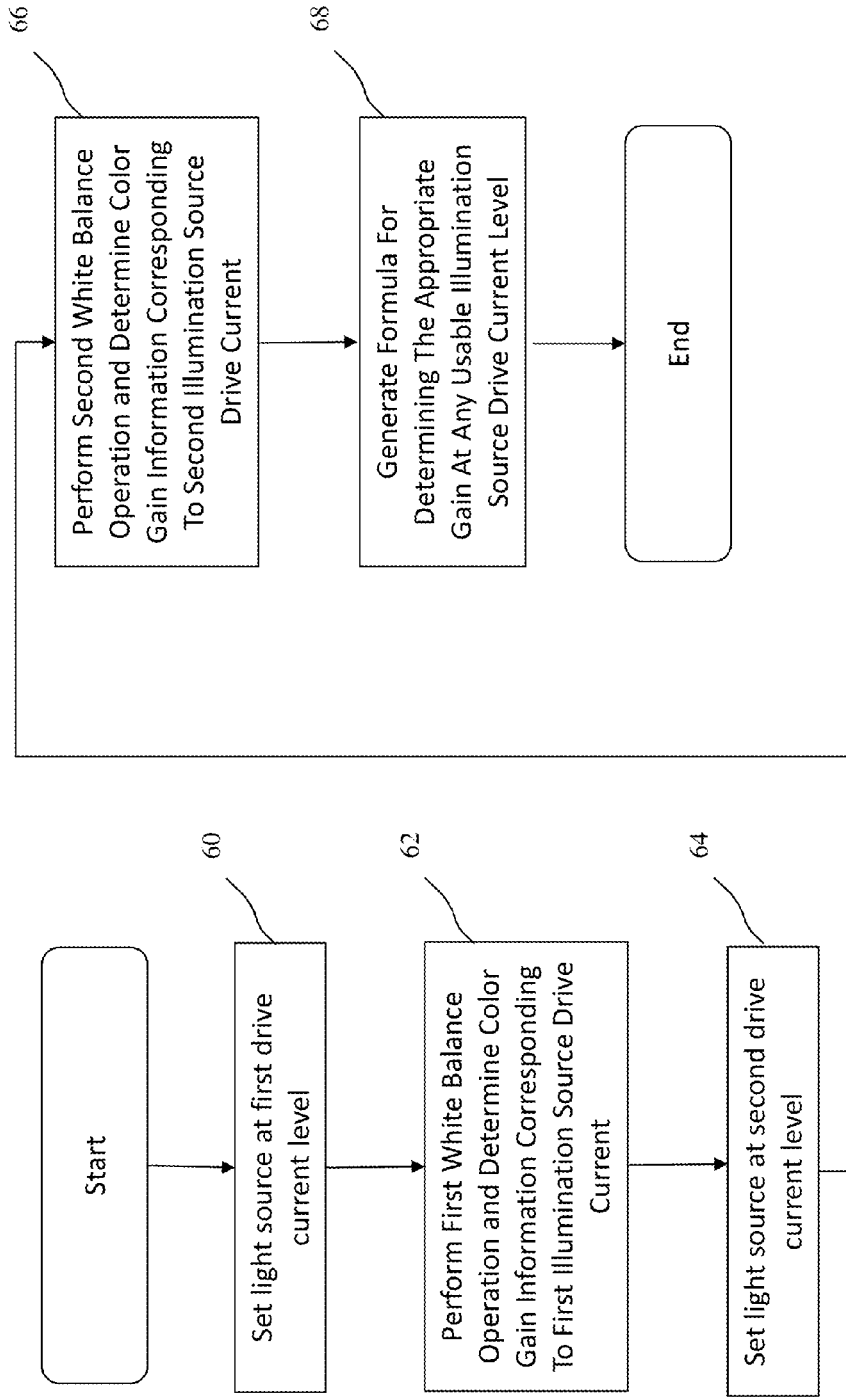 Start
60
Set light source at first drive
current level
62
Perform First White Balance
Operation and Determine Color
Gain Information Corresponding
To First Illumination Source Drive
Current
64
Set light source at second drive
current level
66
Perform Second White Balance
Operation and Determine Color
Gain Information Corresponding
To Second Illumination Source
Drive Current
68
Generate Formula For
Determining The Appropriate
Gain At Any Usable Illumination
Source Drive Current Level
End